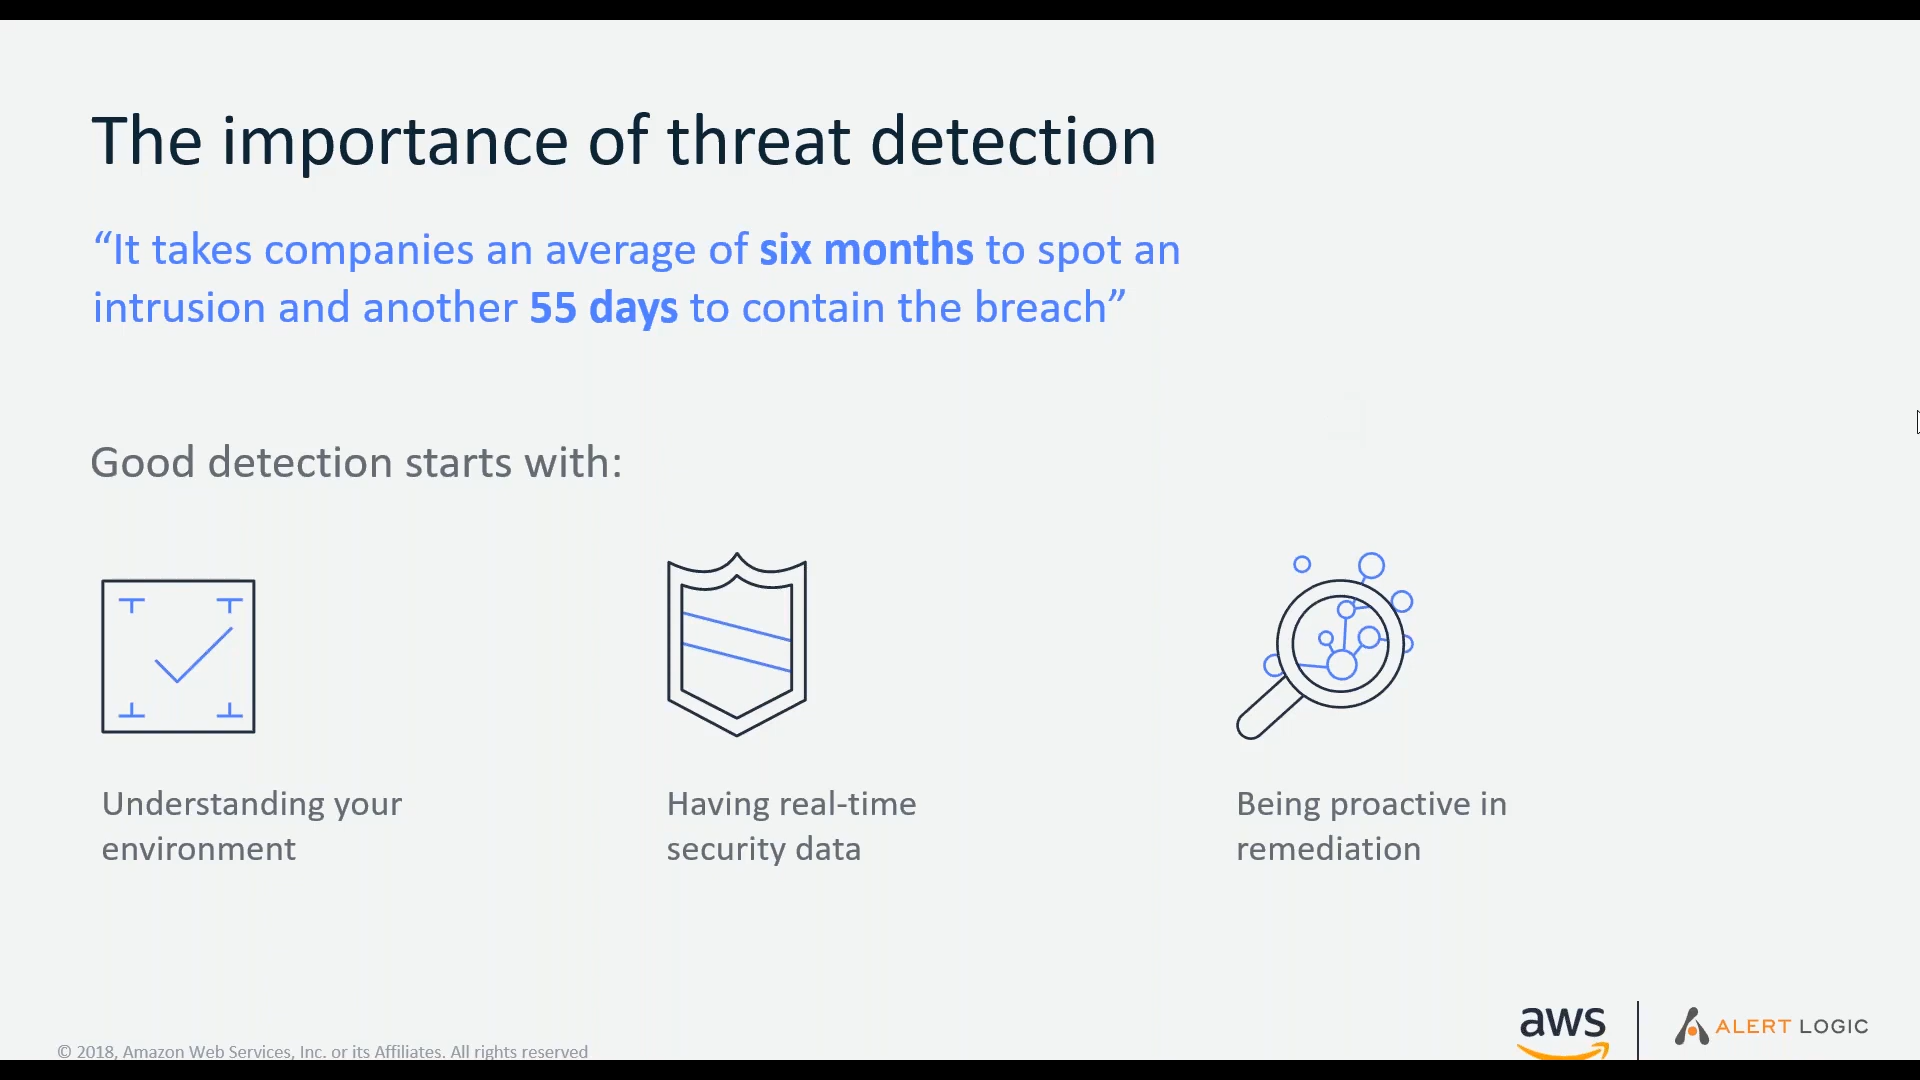 The importance of threat detection
“It takes companies an average of six months to spot an
intrusion and another 55 days to contain the breach”
Good detection starts with:
Understanding your
environment
Having real-time
security data
Being proactive in
remediation
© 2018, Amazon Web Services, Inc. or its Affiliates. All rights reserved
aws
ALERT LOGIC